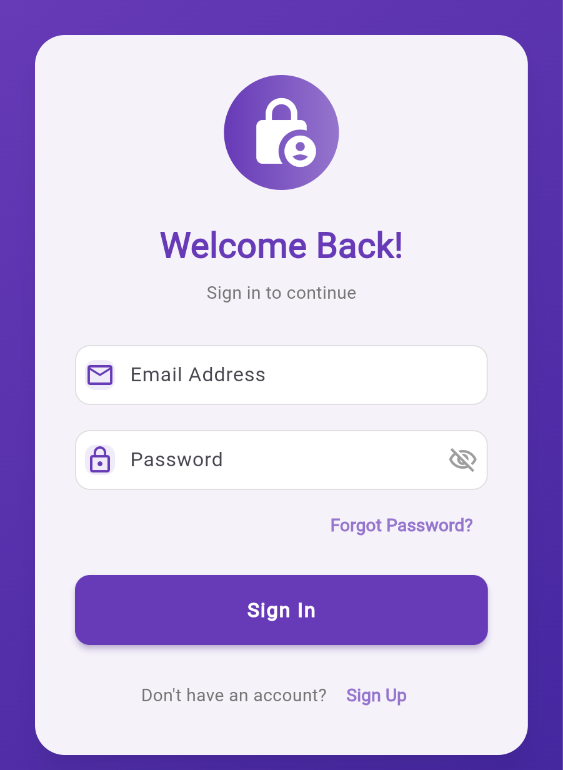 Welcome Back!
Sign in to continue
Email Address
Password
Forgot Password?
Sign In
Don't have an account? Sign Up